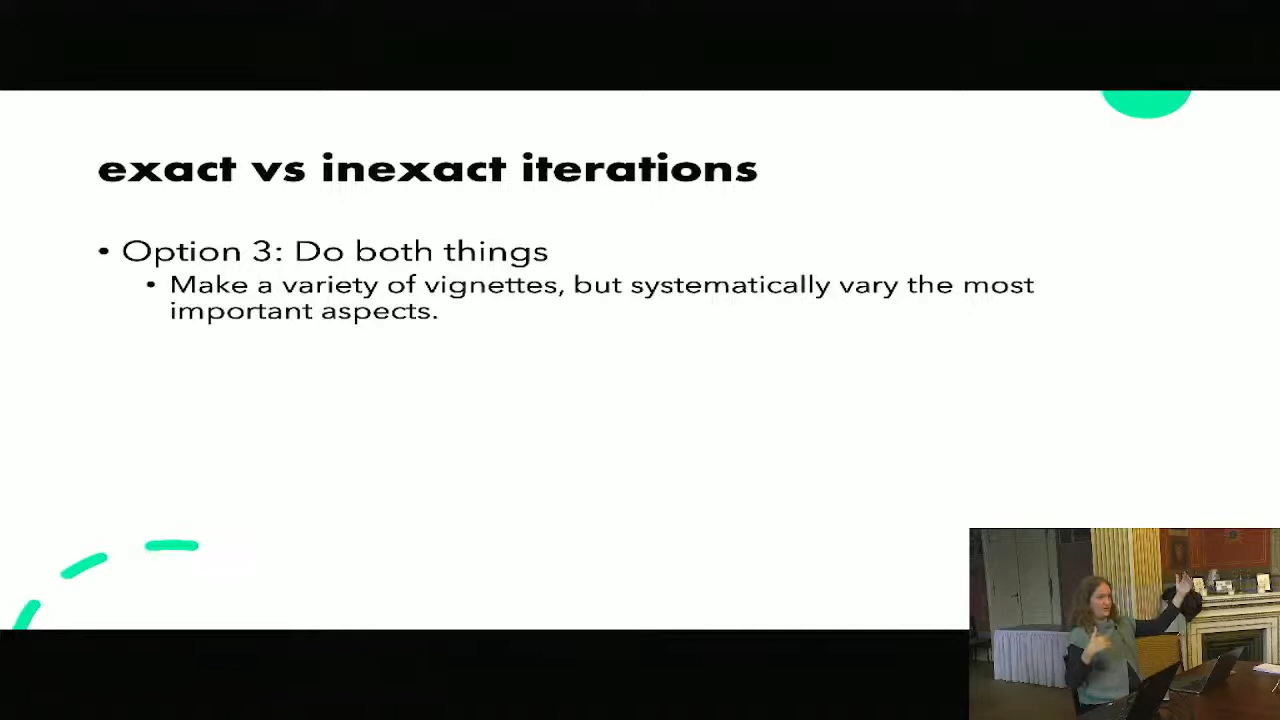 exact vs inexact iterations
• Option 3: Do both things
• Make a variety of vignettes, but systematically vary the most
important aspects.